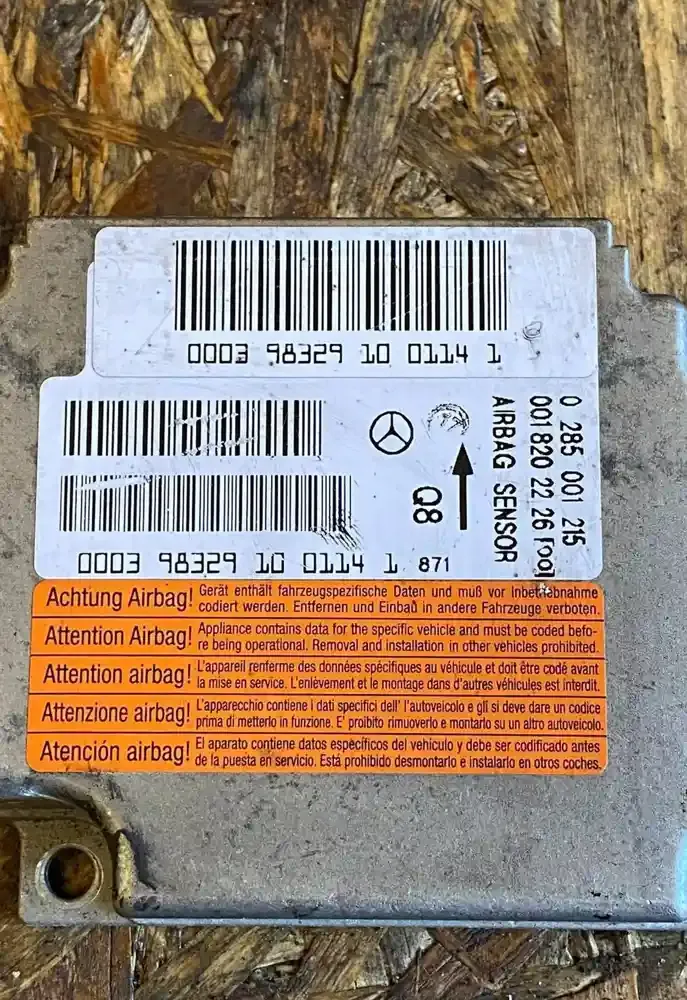 0003 98329 10 0114 1
0 285 001 215
001 820 22 26 [00]
AIRBAG SENSOR
Q8
0003 98329 10 0114 1 871
Achtung Airbag! Gerät enthält fahrzeugspezifische Daten und muß vor Inbetriebnahme
codiert werden. Entfernen und Einbau in andere Fahrzeuge verboten.
Attention Airbag! Appliance contains data for the specific vehicle and must be coded befo-
re being operational. Removal and installation in other vehicles prohibited.
Attention airbag! L'appareil renferme des données spécifiques au véhicule et doit être codé avant
la mise en service. L'enlèvement et le montage dans d'autres véhicules est interdit.
Attenzione airbag! L'apparecchio contiene i dati specifici dell' l'autoveicolo e gli si deve dare un codice
prima di metterlo in funzione. E' proibito rimuoverlo e montarlo su un altro autoveicolo.
Atención airbag! El aparato contiene datos específicos del vehículo y debe ser codificado antes
de la puesta en servicio. Está prohibido desmontarlo e instalarlo en otros coches.